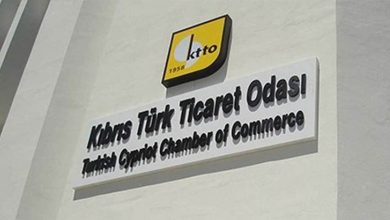 ktto
1958
Kıbrıs Türk Ticaret Odası
Turkish Cypriot Chamber of Commerce